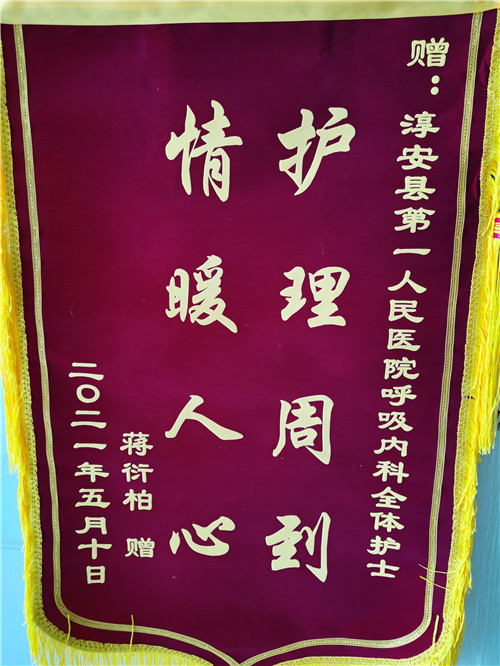 赠：淳安县第一人民医院呼吸内科全体护士
护理周到
情暖人心
蒋衍柏 赠
二〇二一年五月十日